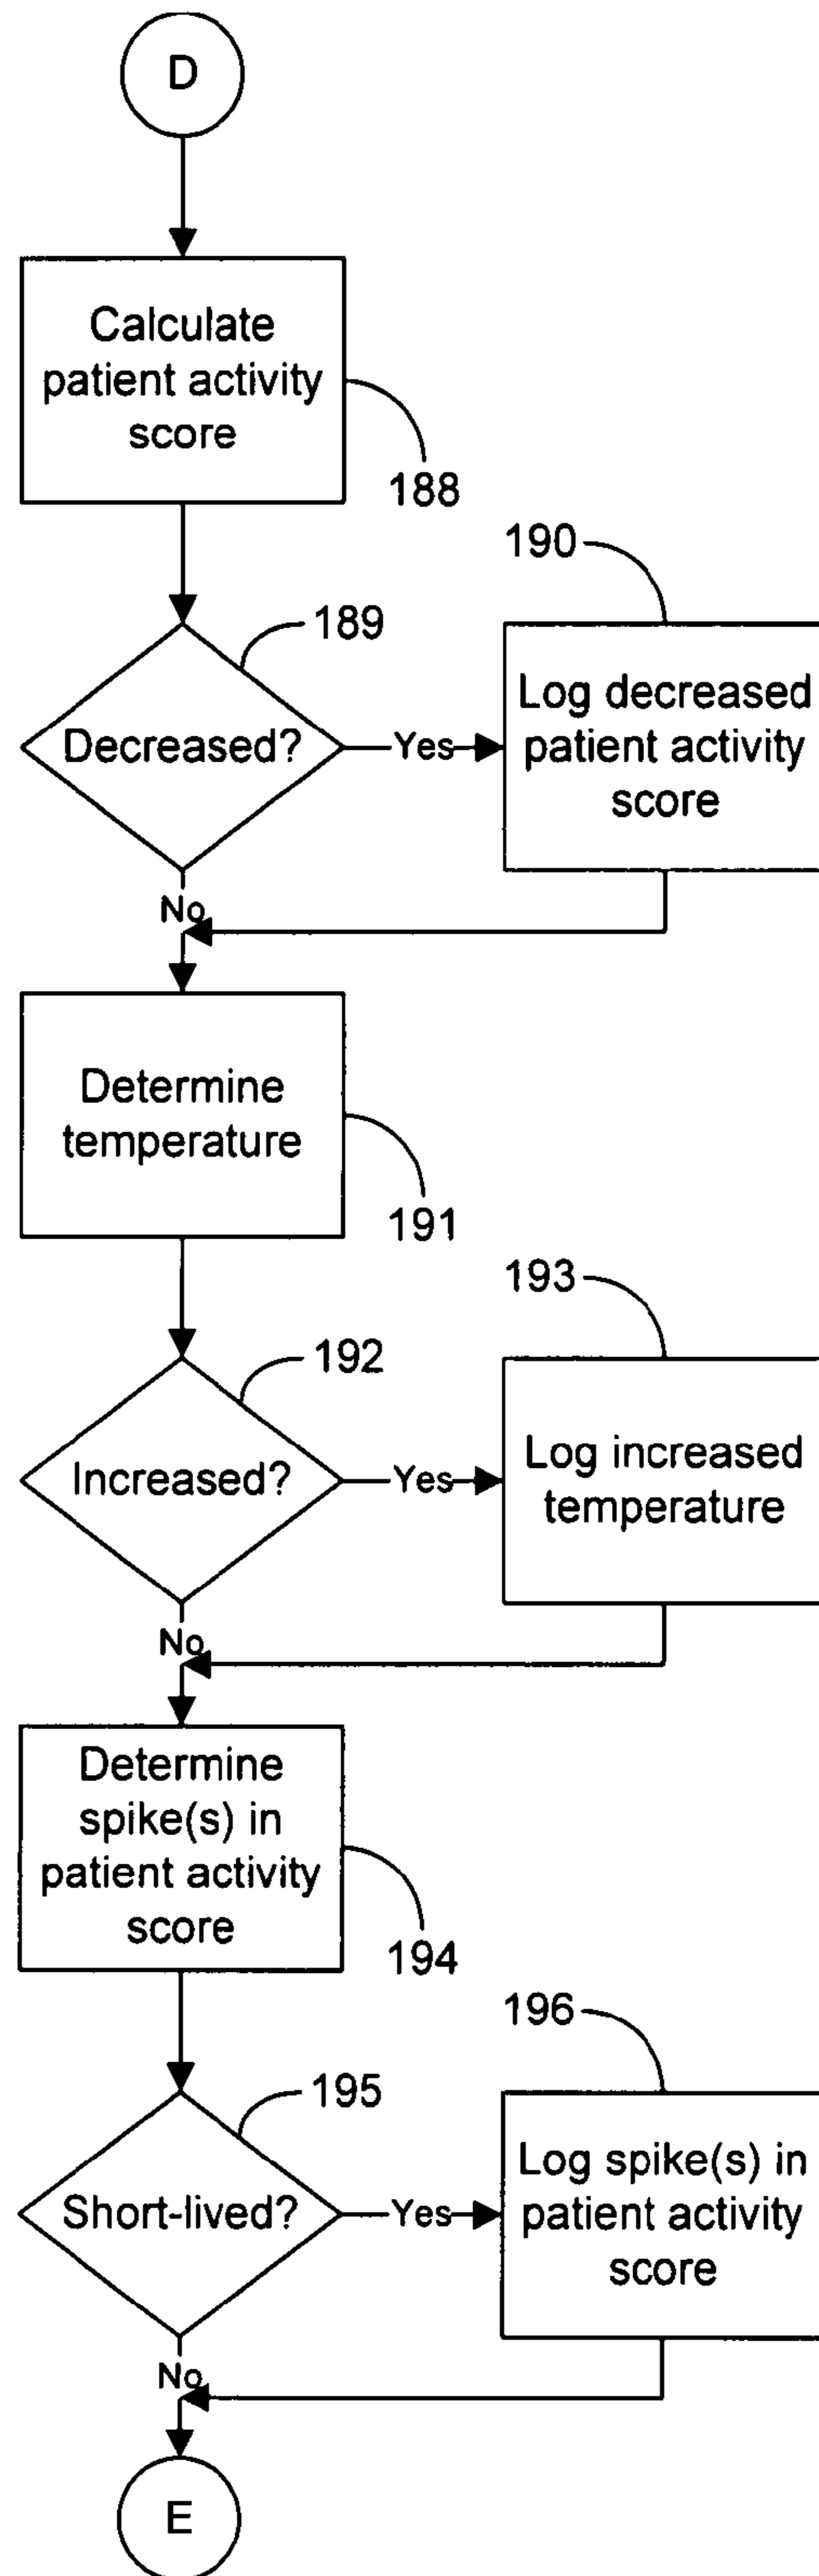 D
Calculate
patient activity
score
188
189
190
Decreased?
Yes
Log decreased
patient activity
score
No
Determine
temperature
191
192
193
Increased?
Yes
Log increased
temperature
No
Determine
spike(s) in
patient activity
score
194
195
196
Short-lived?
Yes
Log spike(s) in
patient activity
score
No
E